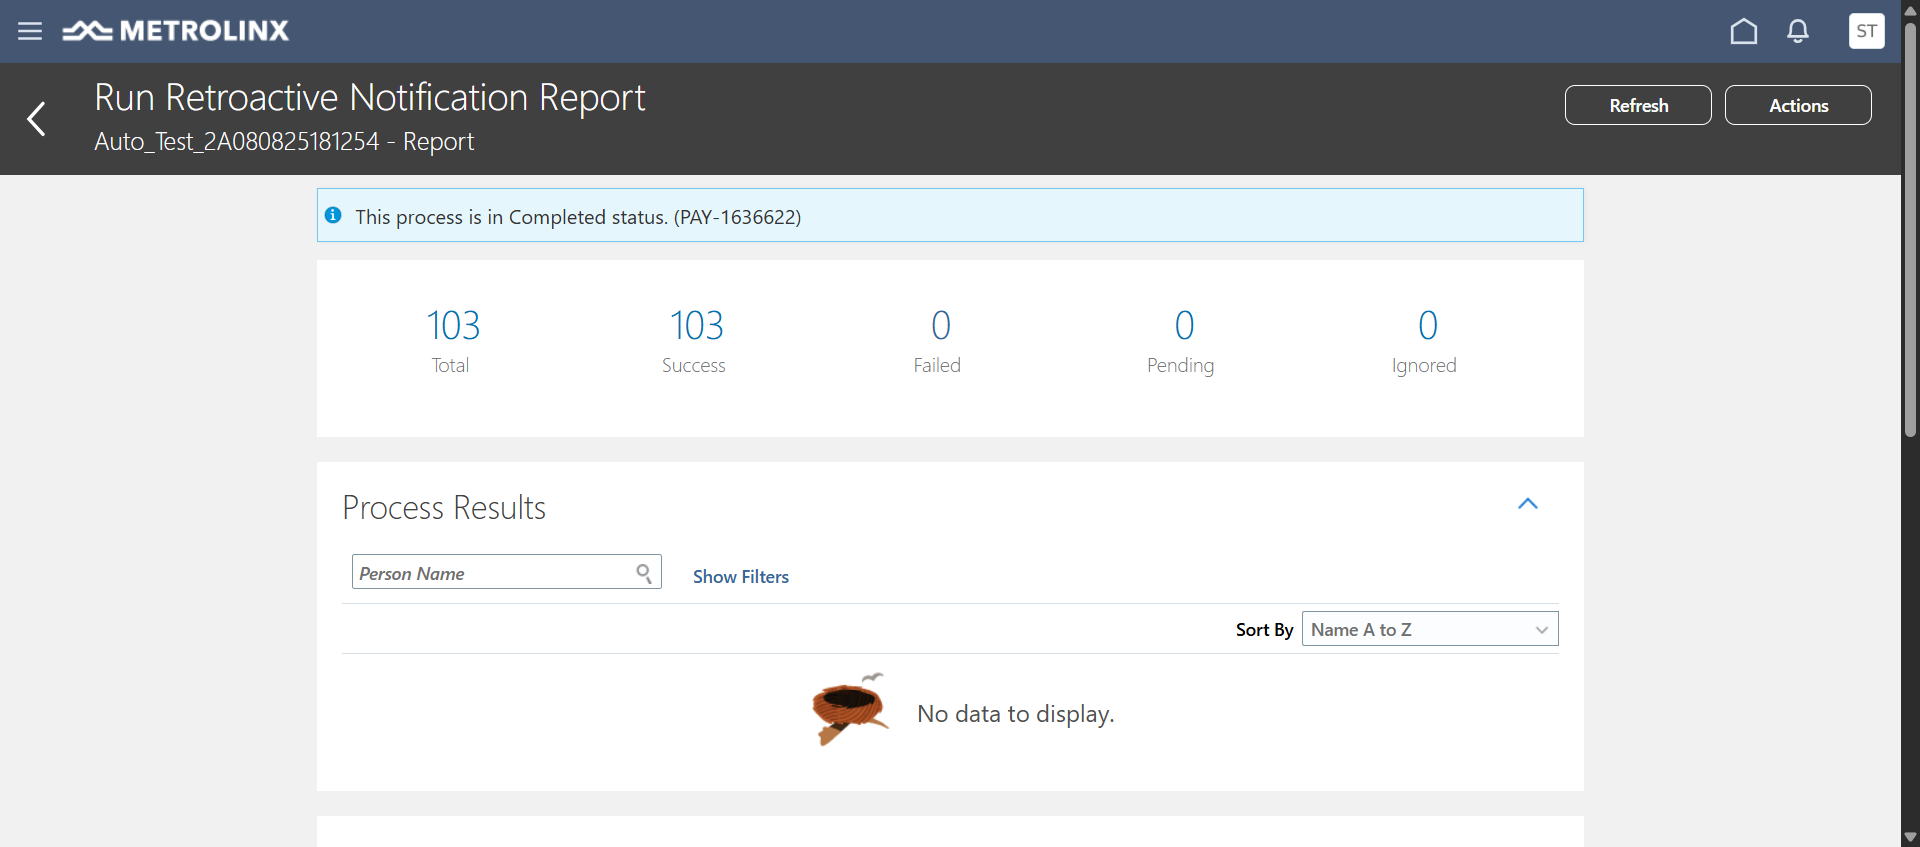 METROLINX
ST
Run Retroactive Notification Report
Auto_Test_2A080825181254 - Report
Refresh
Actions
This process is in Completed status. (PAY-1636622)
103
Total
103
Success
0
Failed
0
Pending
0
Ignored
Process Results
Person Name
Show Filters
Sort By
Name A to Z
No data to display.